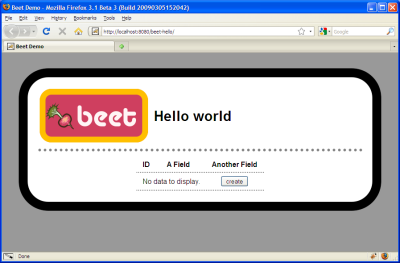 Beet Demo - Mozilla Firefox 3.1 Beta 3 (Build 20090305152042)
File Edit View History Bookmarks Tools Help
http://localhost:8080/beet-hello/
Google
Beet Demo
beet
Hello world
ID A Field Another Field
No data to display. create
Done